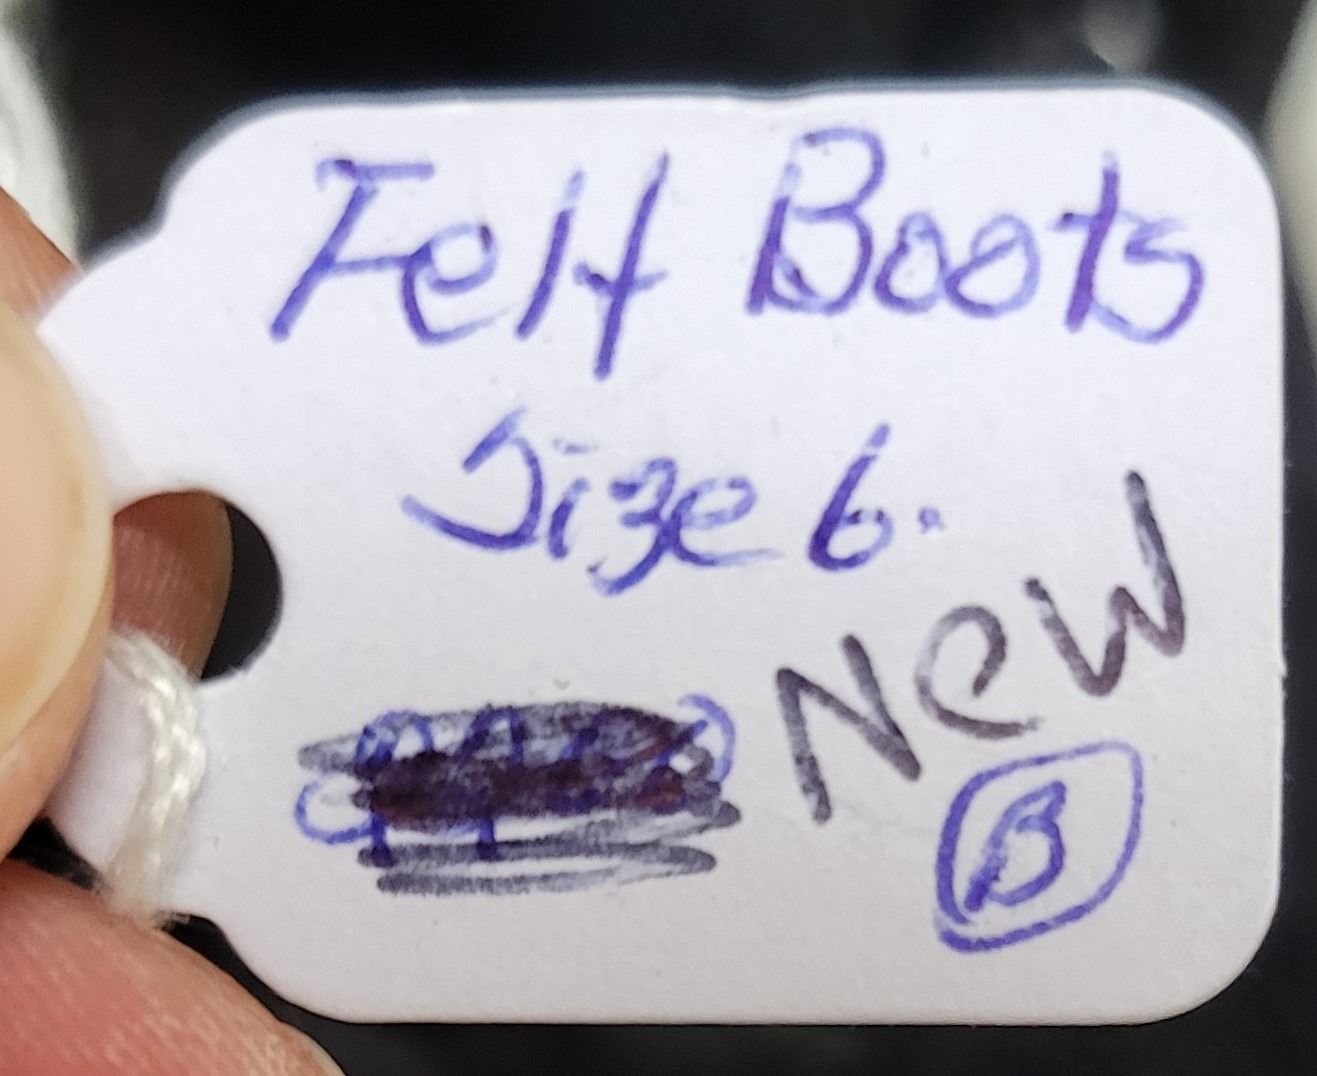 Felt Boots
Size 6.
New
B